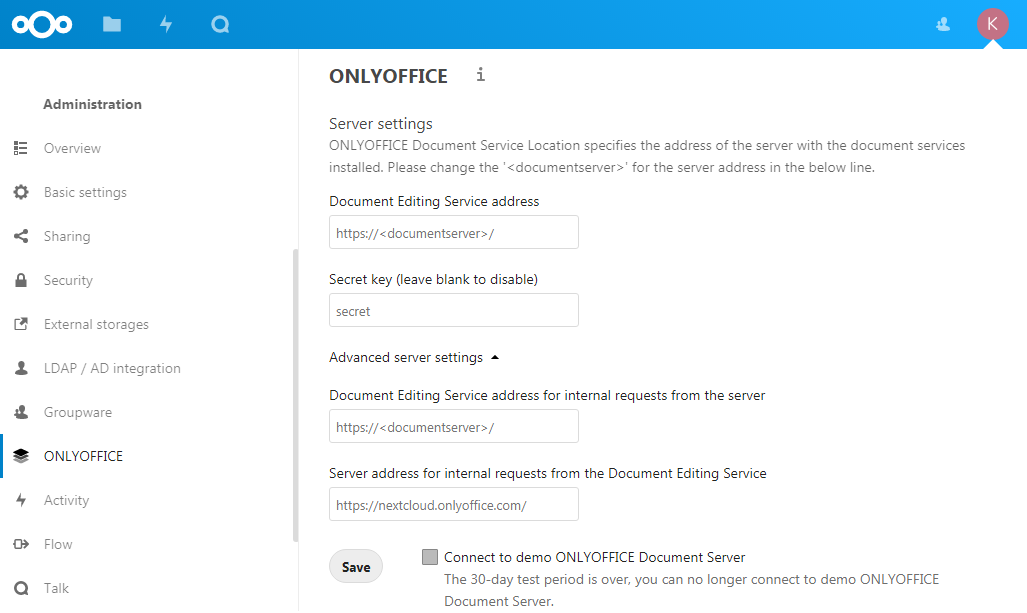 K
Administration
Overview
Basic settings
Sharing
Security
External storages
LDAP / AD integration
Groupware
ONLYOFFICE
Activity
Flow
Talk
ONLYOFFICE i
Server settings
ONLYOFFICE Document Service Location specifies the address of the server with the document services
installed. Please change the '<documentserver>' for the server address in the below line.
Document Editing Service address
https://<documentserver>/
Secret key (leave blank to disable)
secret
Advanced server settings
Document Editing Service address for internal requests from the server
https://<documentserver>/
Server address for internal requests from the Document Editing Service
https://nextcloud.onlyoffice.com/
Save
Connect to demo ONLYOFFICE Document Server
The 30-day test period is over, you can no longer connect to demo ONLYOFFICE
Document Server.